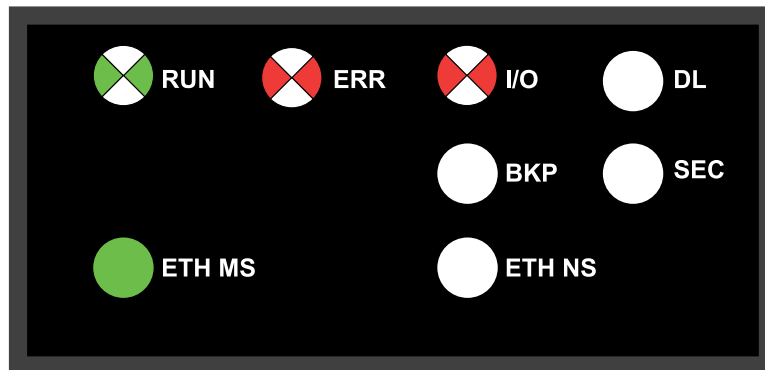 RUN ERR I/O DL
BKP SEC
ETH MS ETH NS